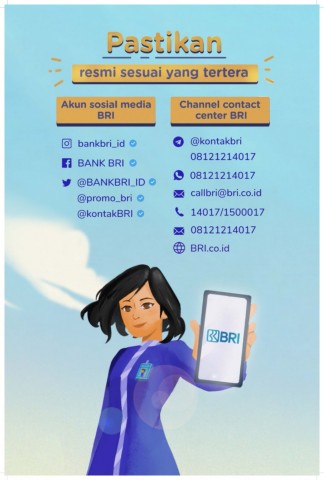 Pastikan
resmi sesuai yang tertera
Akun sosial media
BRI
bankbri_id
BANK BRI
@BANKBRI_ID
@promo_bri
@kontakBRI
Channel contact
center BRI
@kontakbri
08121214017
08121214017
callbri@bri.co.id
14017/1500017
08121214017
BRI.co.id
BRI